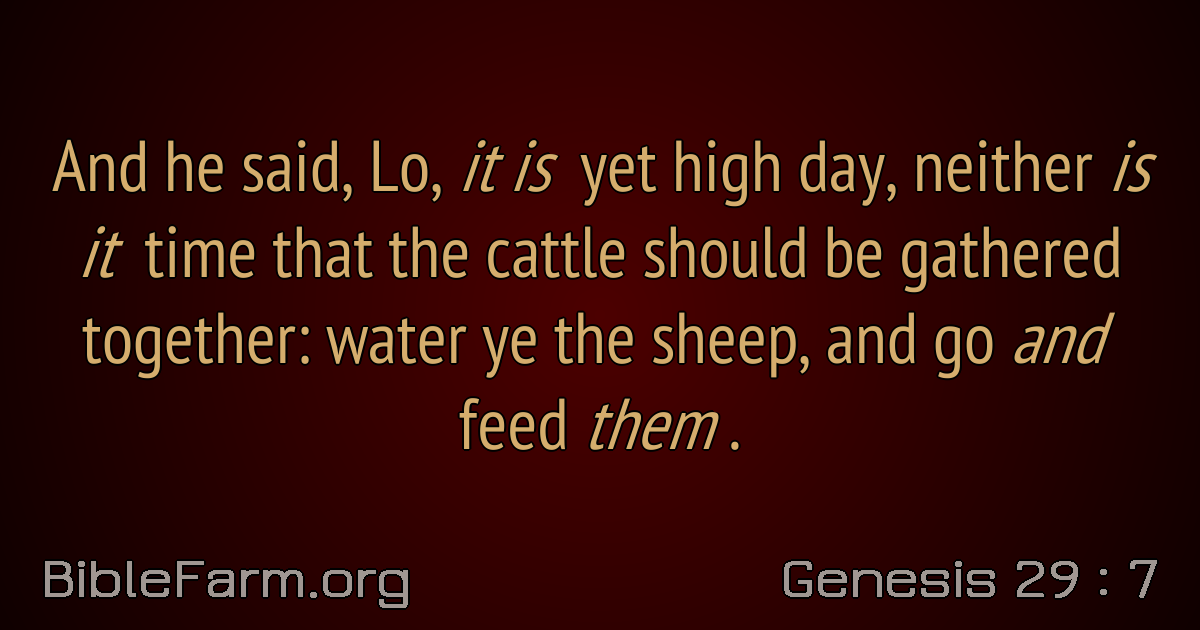 And he said, Lo, it is yet high day, neither is
it time that the cattle should be gathered
together: water ye the sheep, and go and
feed them .
BibleFarm.org
Genesis 29 : 7